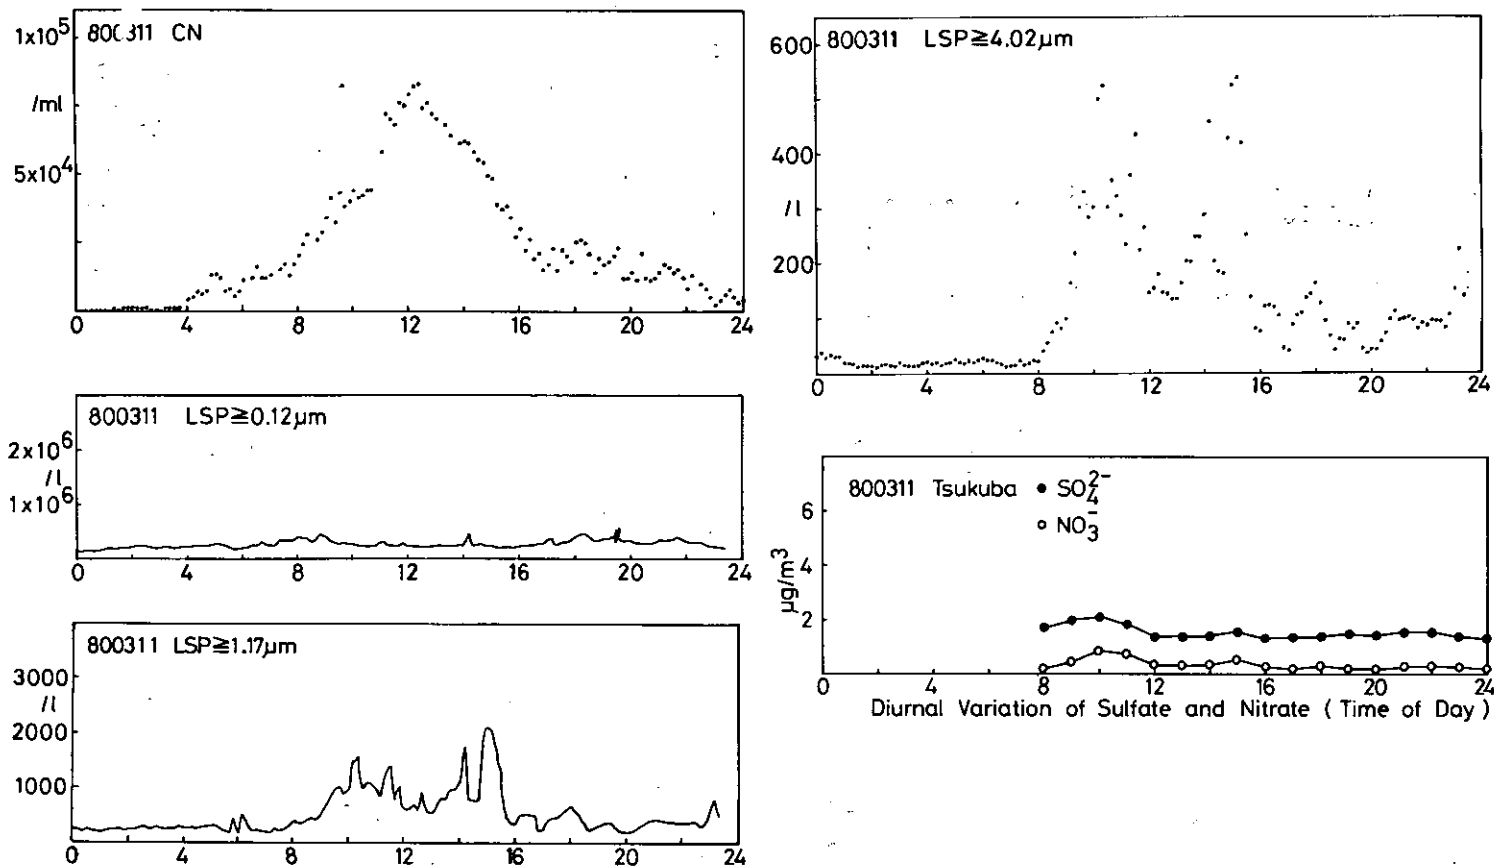 800311 CN
1x10⁵
/ml
5x10⁴
0 4 8 12 16 20 24
800311 LSP≧0.12μm
2x10⁶
/l
1x10⁶
0 4 8 12 16 20 24
800311 LSP≧1.17μm
3000
/l
2000
1000
0 4 8 12 16 20 24
800311 LSP≧4.02μm
600
400
/l
200
0 4 8 12 16 20 24
800311 Tsukuba ● SO₄²⁻
○ NO₃⁻
6
4
2
μg/m³
0 4 8 12 16 20 24
Diurnal Variation of Sulfate and Nitrate ( Time of Day )